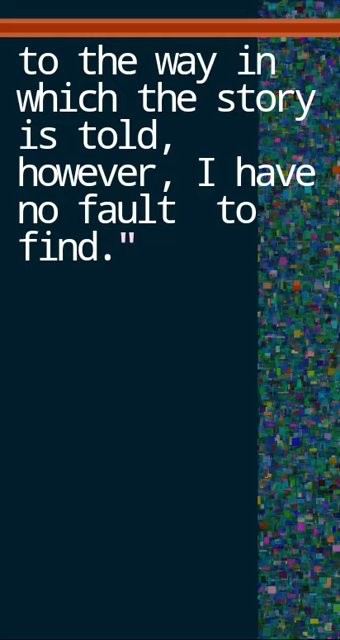 to the way in
which the story
is told,
however, I have
no fault  to
find."